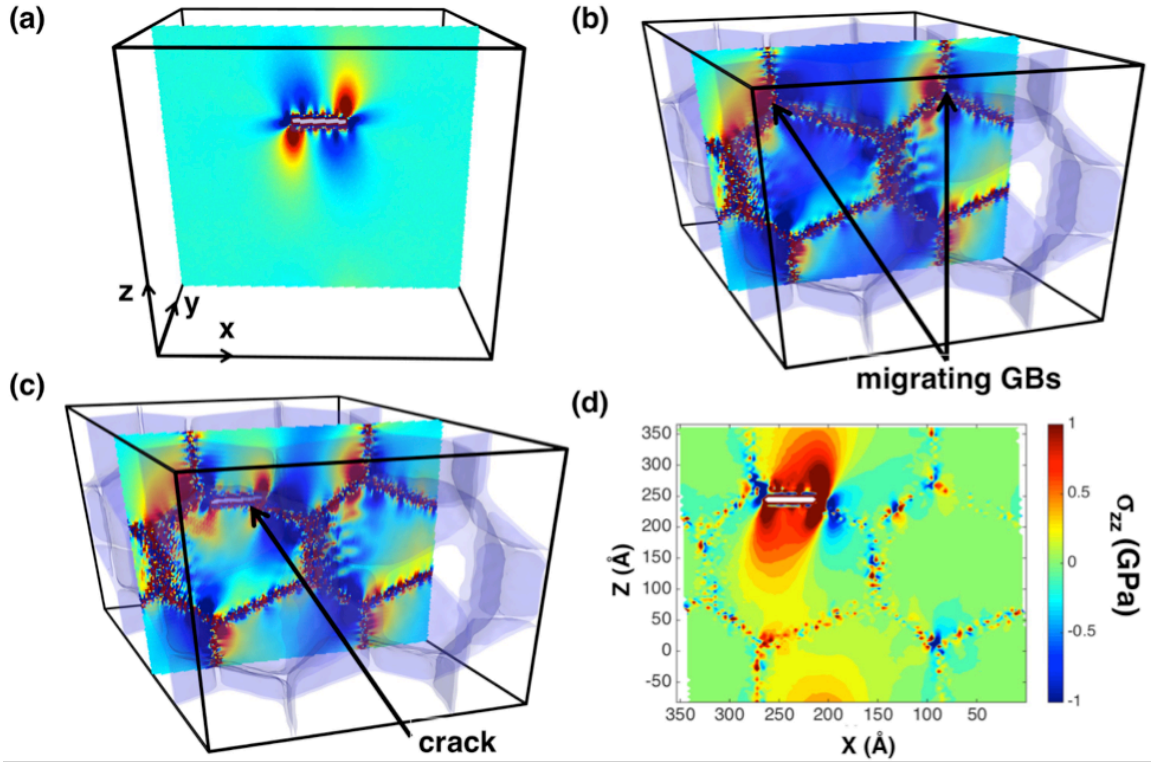 (a)
z
y
x
(b)
migrating GBs
(c)
crack
(d)
350
300
250
200
150
100
50
0
-50
Z (Å)
350 300 250 200 150 100 50
X (Å)
1
0.5
0
-0.5
-1
σzz (GPa)